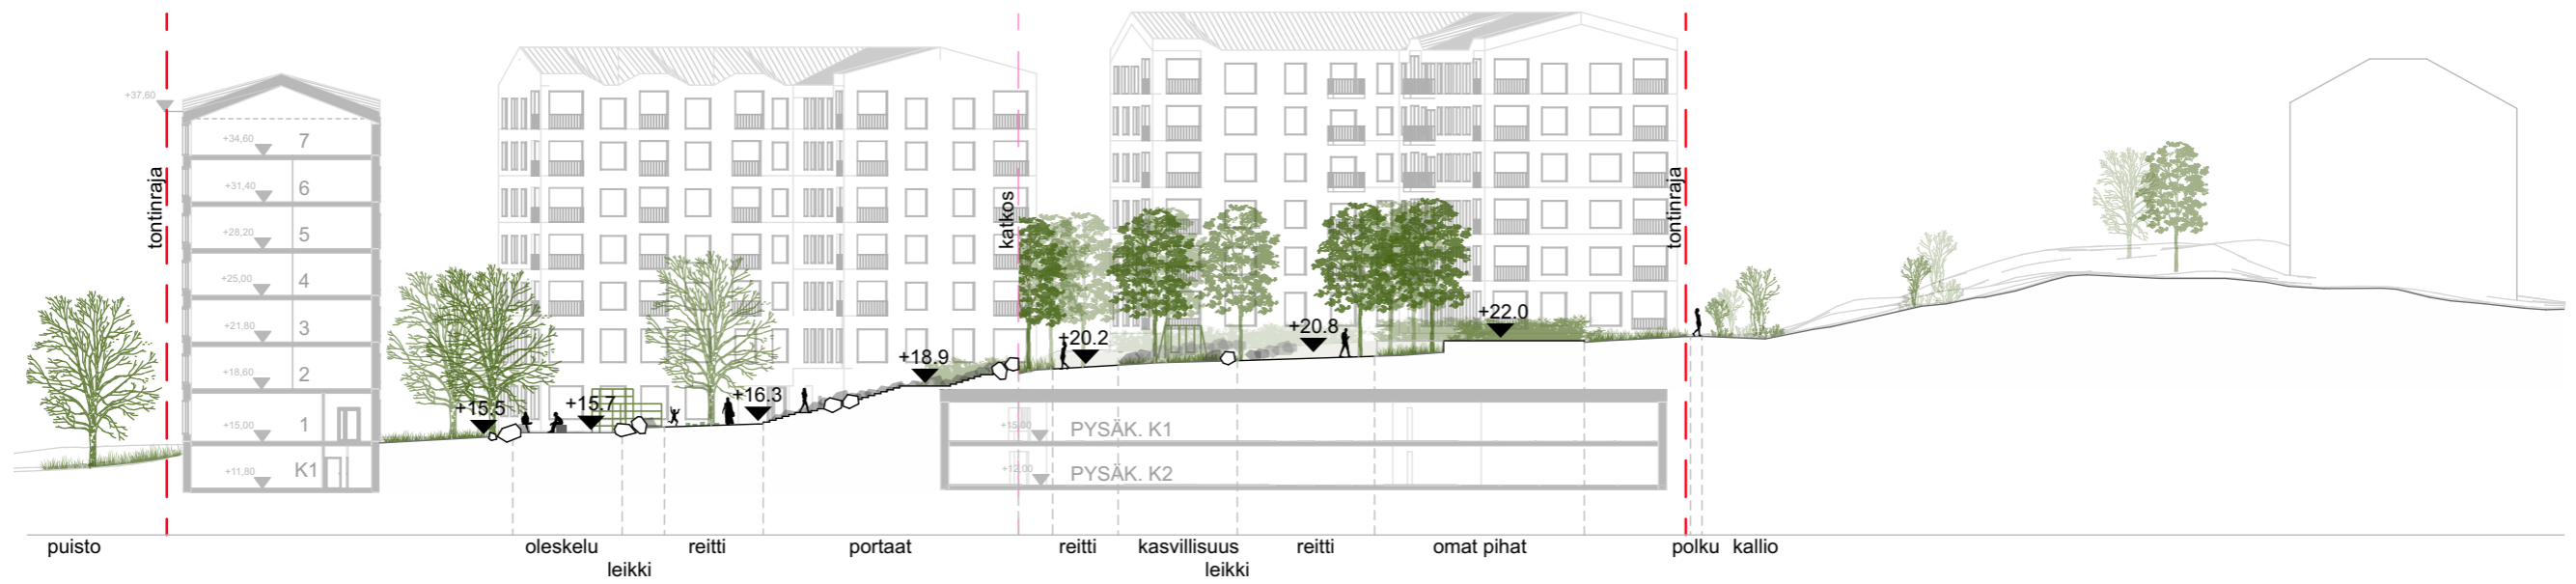 +37,60
tontinraja
+34,60
7
+31,40
6
+28,20
5
+25,00
4
+21,80
3
+18,60
2
+15,00
1
+11,80
K1
+15.5
+15.7
+16.3
+18.9
katkos
+20.2
+20.8
+22.0
tontinraja
+15,00
PYSÄK. K1
+12,00
PYSÄK. K2
puisto
oleskelu
leikki
reitti
portaat
reitti
kasvillisuus
leikki
reitti
omat pihat
polku
kallio